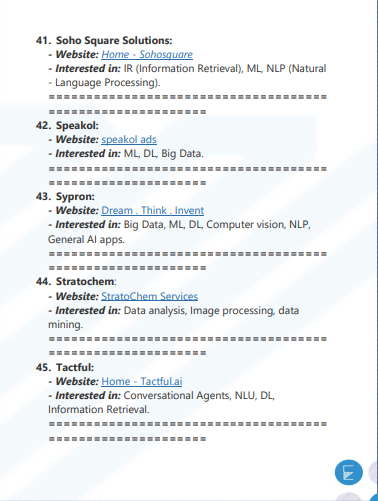 41. Soho Square Solutions:
- Website: Home - Sohosquare
- Interested in: IR (Information Retrieval), ML, NLP (Natural
- Language Processing).
====================================
=====================
42. Speakol:
- Website: speakol ads
- Interested in: ML, DL, Big Data.
====================================
=====================
43. Sypron:
- Website: Dream . Think . Invent
- Interested in: Big Data, ML, DL, Computer vision, NLP,
General AI apps.
====================================
=====================
44. Stratochem:
- Website: StratoChem Services
- Interested in: Data analysis, Image processing, data
mining.
====================================
=====================
45. Tactful:
- Website: Home - Tactful.ai
- Interested in: Conversational Agents, NLU, DL,
Information Retrieval.
====================================
=====================